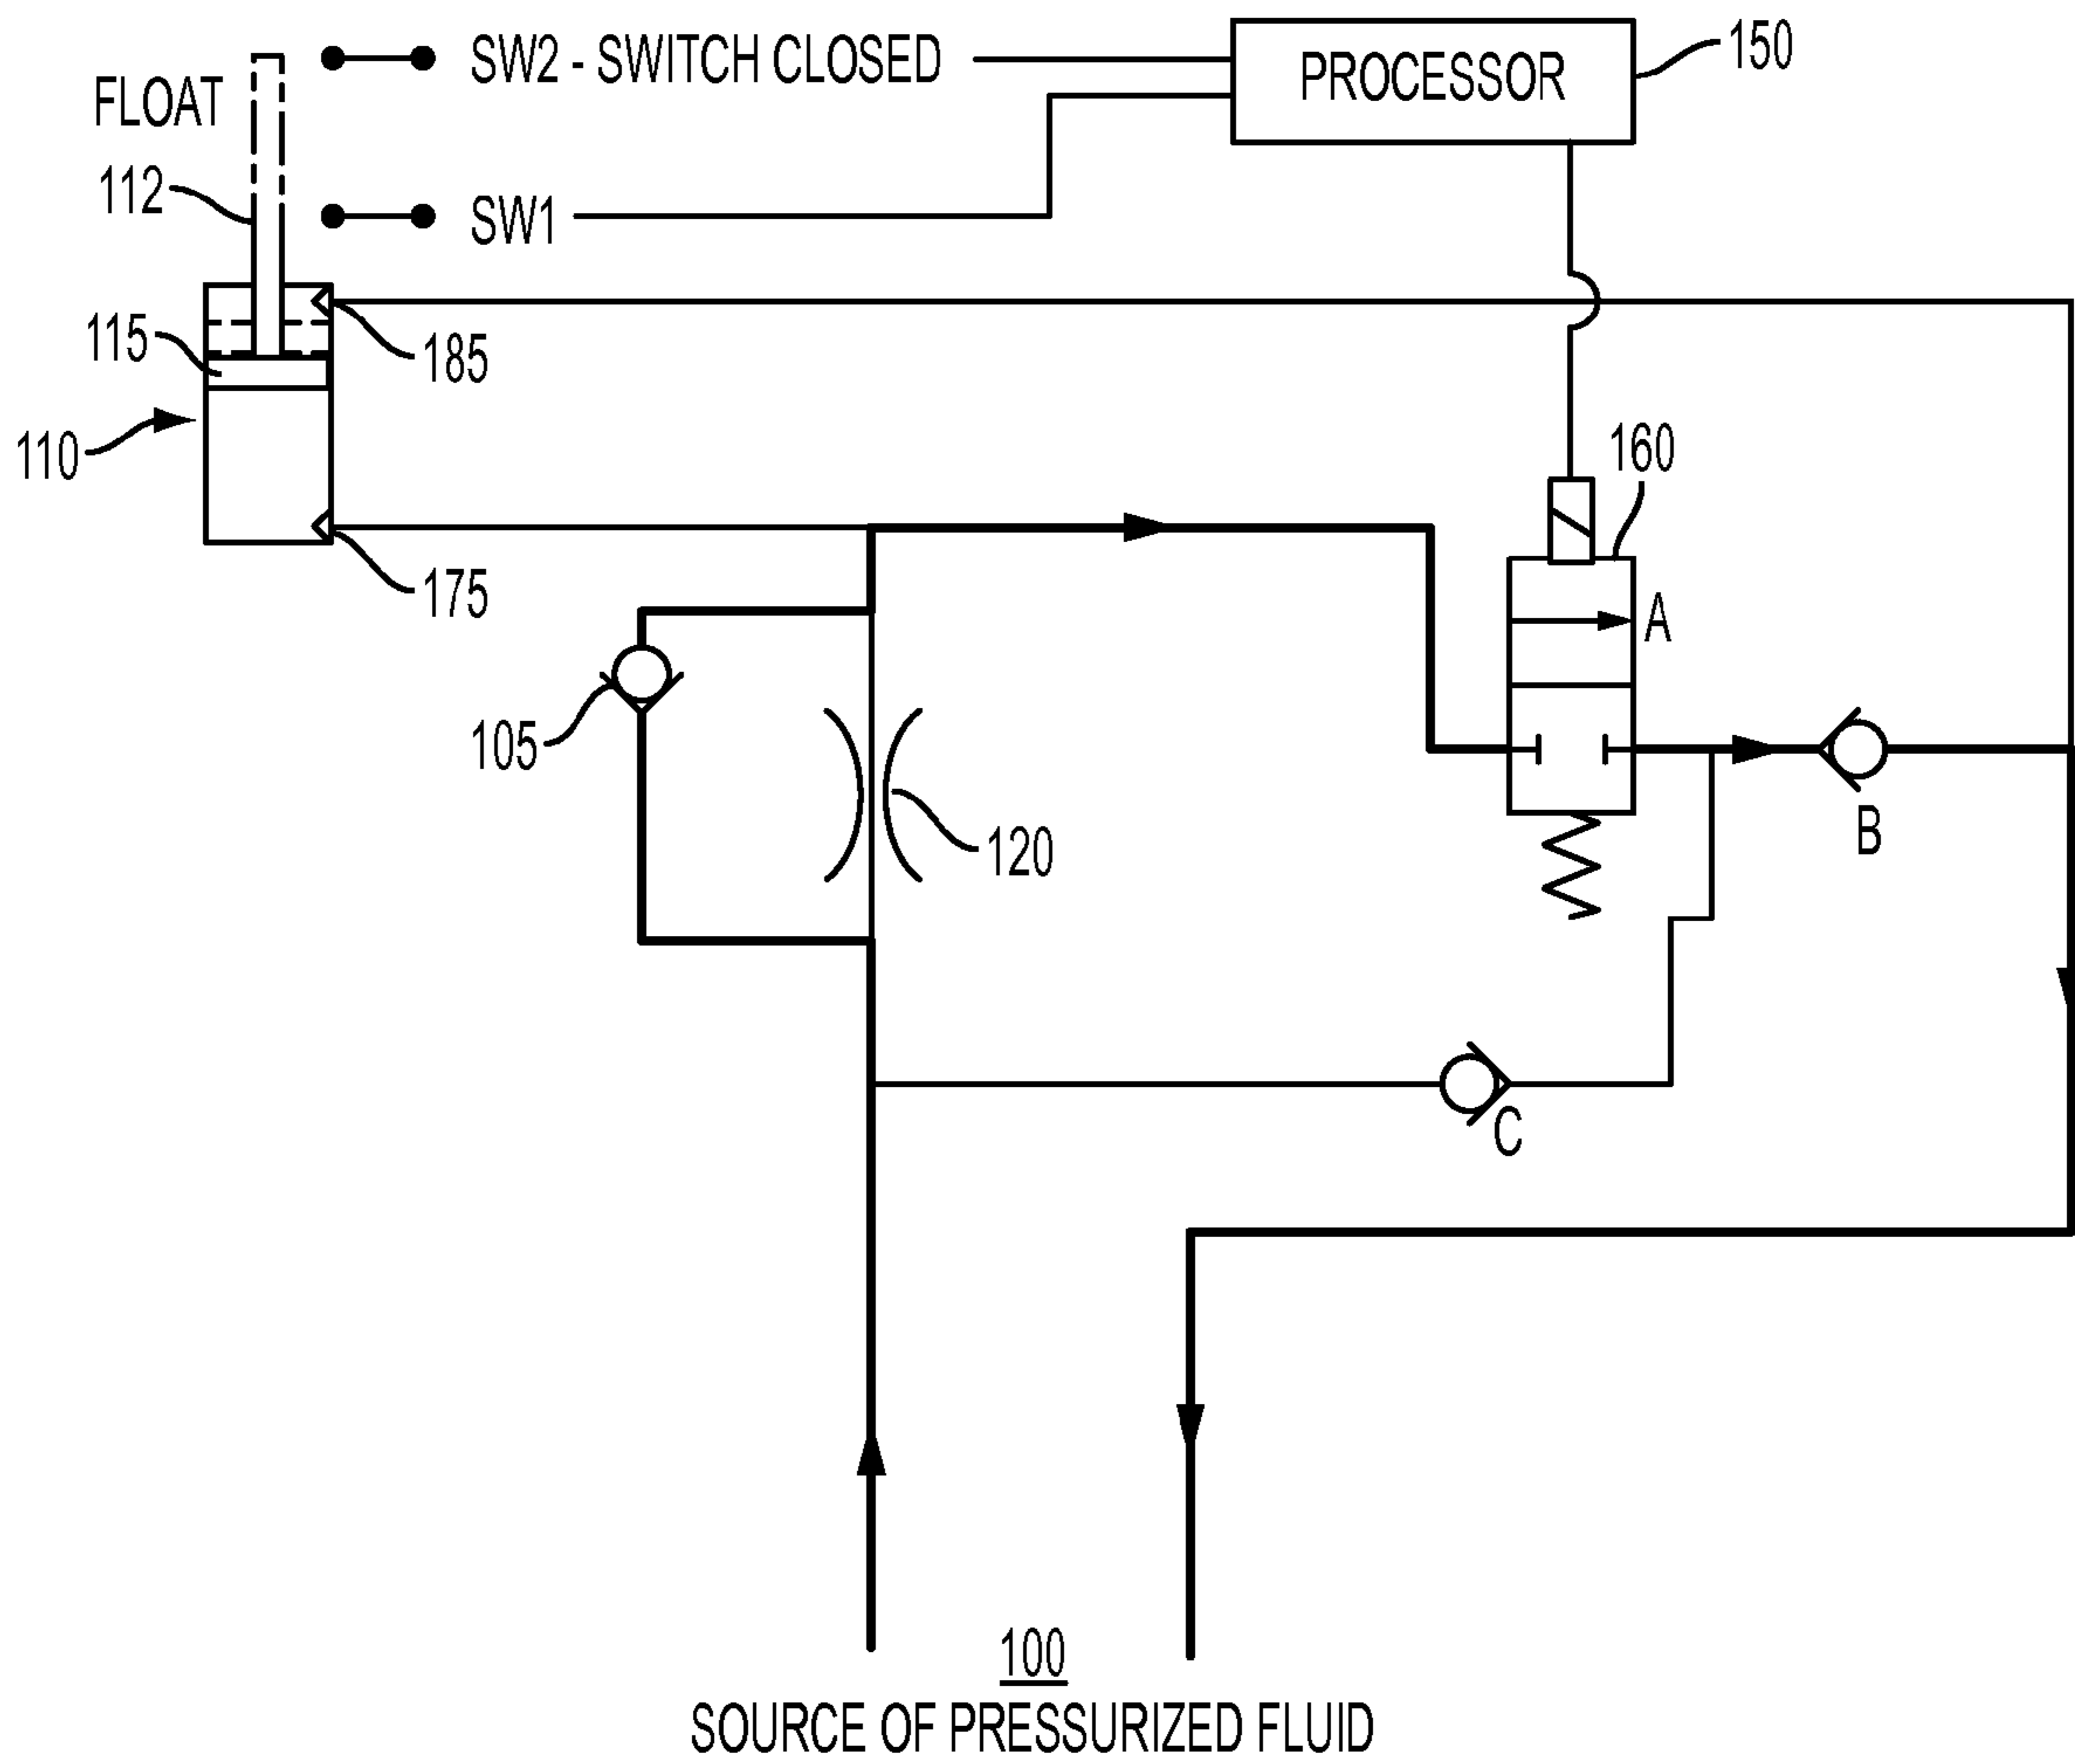 SW2 - SWITCH CLOSED
PROCESSOR
150
FLOAT
112
SW1
115
185
110
160
175
A
105
120
B
C
100
SOURCE OF PRESSURIZED FLUID